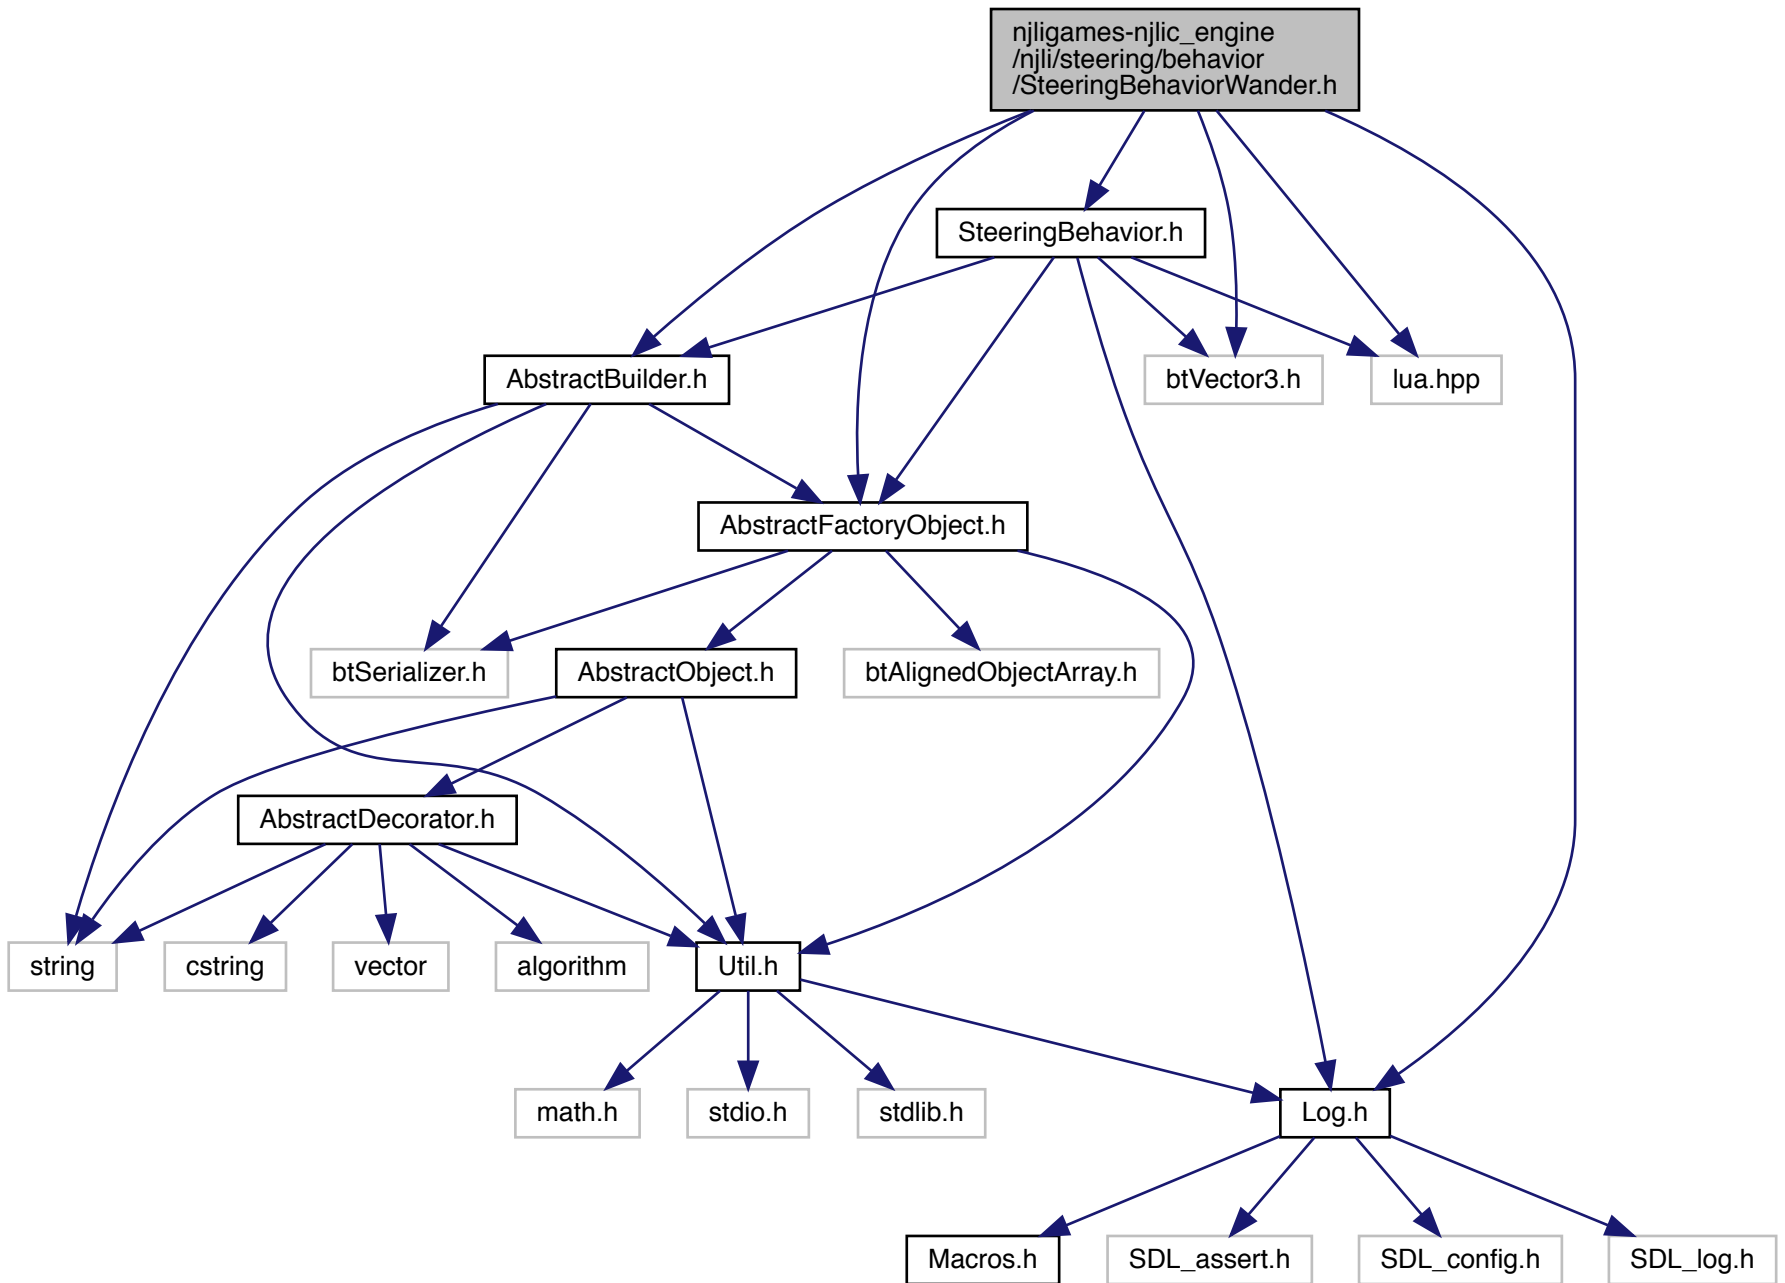 njligames-njlic_engine
/njli/steering/behavior
/SteeringBehaviorWander.h
SteeringBehavior.h
AbstractBuilder.h
btVector3.h
lua.hpp
AbstractFactoryObject.h
btSerializer.h
AbstractObject.h
btAlignedObjectArray.h
AbstractDecorator.h
string
cstring
vector
algorithm
Util.h
math.h
stdio.h
stdlib.h
Log.h
Macros.h
SDL_assert.h
SDL_config.h
SDL_log.h